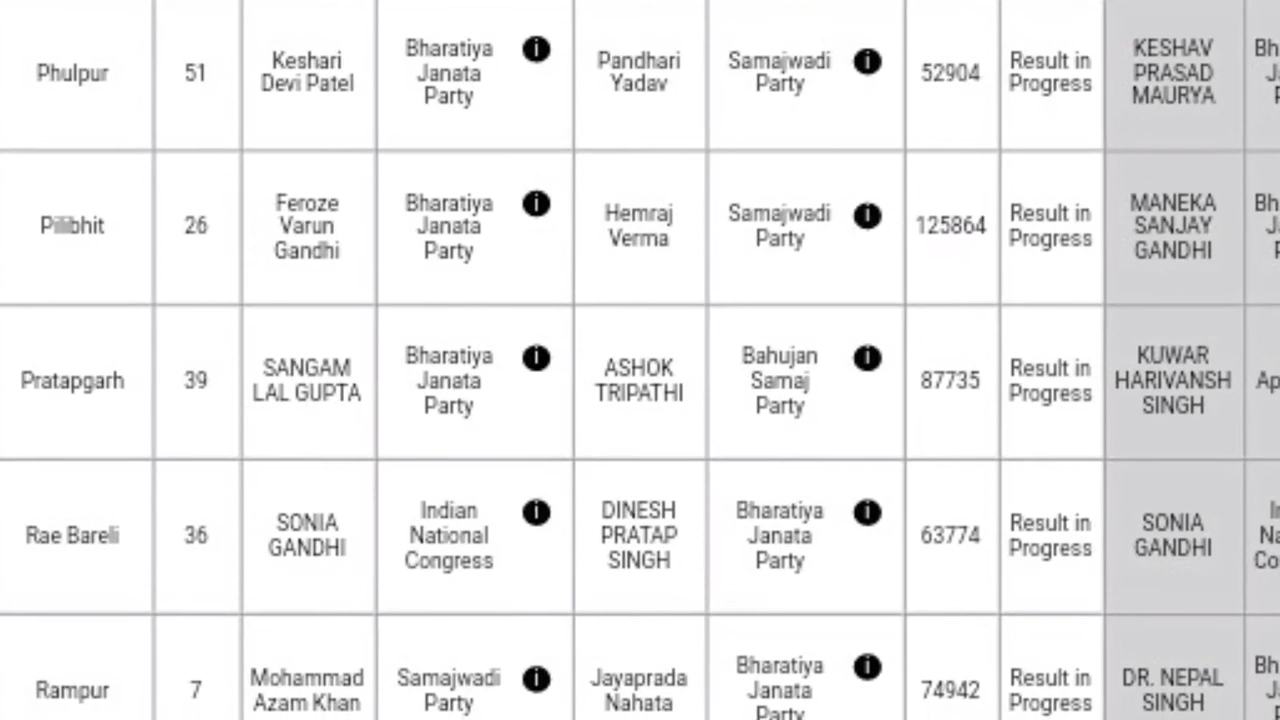 Phulpur 51 Keshari Devi Patel Bharatiya Janata Party i Pandhari Yadav Samajwadi Party i 52904 Result in Progress KESHAV PRASAD MAURYA
Pilibhit 26 Feroze Varun Gandhi Bharatiya Janata Party i Hemraj Verma Samajwadi Party i 125864 Result in Progress MANEKA SANJAY GANDHI
Pratapgarh 39 SANGAM LAL GUPTA Bharatiya Janata Party i ASHOK TRIPATHI Bahujan Samaj Party i 87735 Result in Progress KUWAR HARIVANSH SINGH
Rae Bareli 36 SONIA GANDHI Indian National Congress i DINESH PRATAP SINGH Bharatiya Janata Party i 63774 Result in Progress SONIA GANDHI
Rampur 7 Mohammad Azam Khan Samajwadi Party i Jayaprada Nahata Bharatiya Janata Party i 74942 Result in Progress DR. NEPAL SINGH